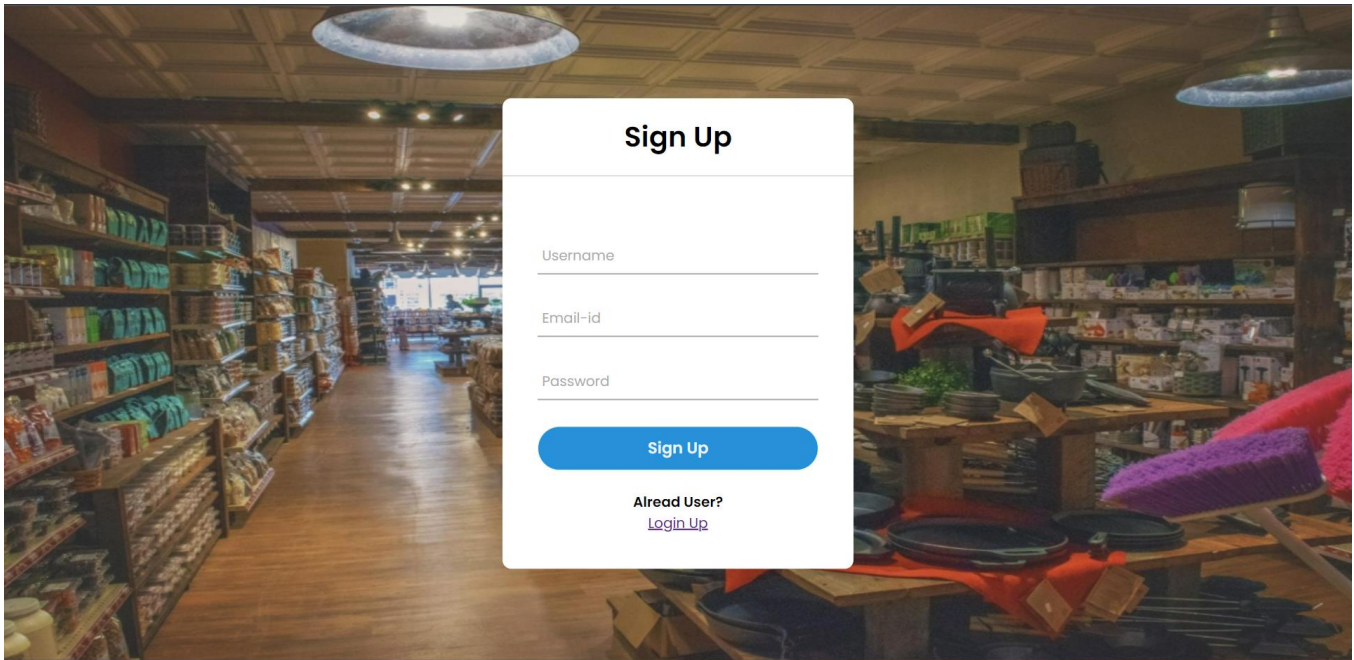 Sign Up
Username
Email-id
Password
Sign Up
Alread User?
Login Up